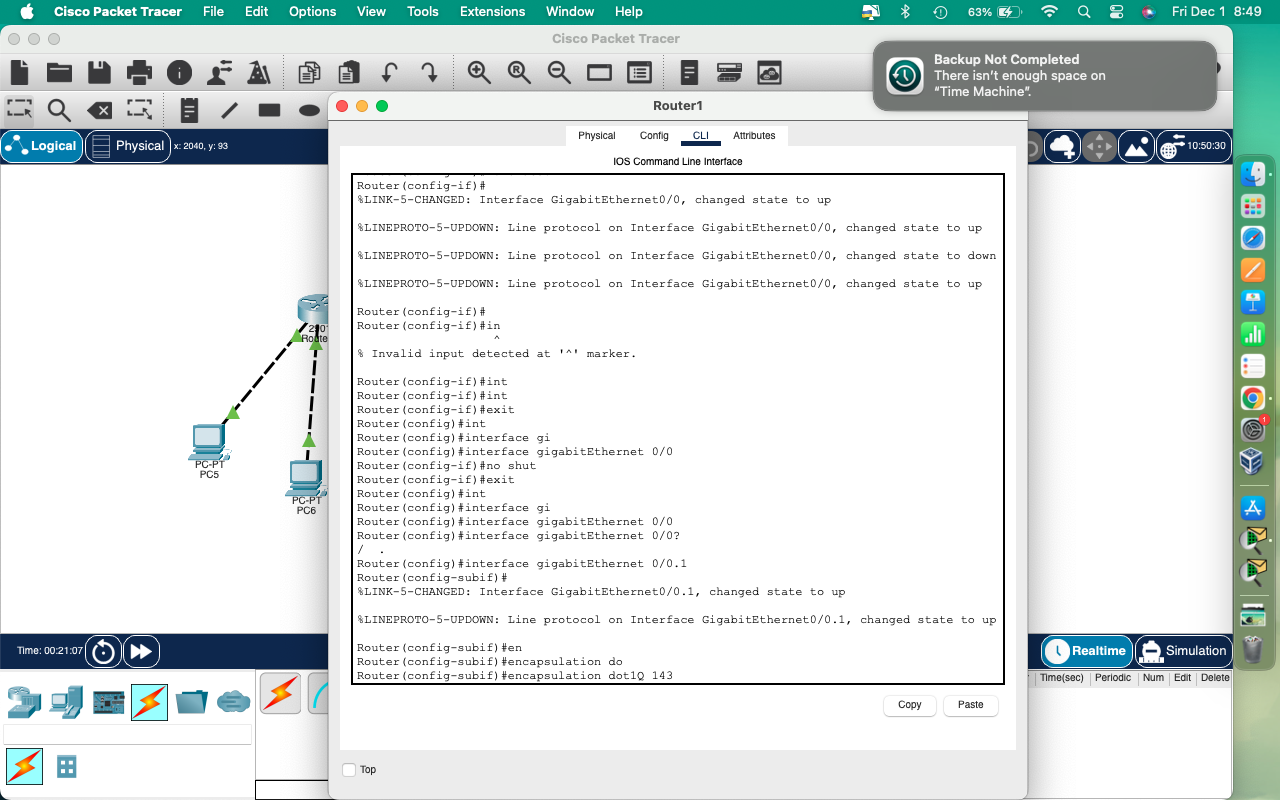 Cisco Packet Tracer File Edit Options View Tools Extensions Window Help 63% Fri Dec 1 8:49
Cisco Packet Tracer
Backup Not Completed
There isn't enough space on
"Time Machine".
Router1
Logical Physical x: 2040, y: 93
10:50:30
Physical Config CLI Attributes
IOS Command Line Interface
Router(config-if)#
%LINK-5-CHANGED: Interface GigabitEthernet0/0, changed state to up
%LINEPROTO-5-UPDOWN: Line protocol on Interface GigabitEthernet0/0, changed state to up
%LINEPROTO-5-UPDOWN: Line protocol on Interface GigabitEthernet0/0, changed state to down
%LINEPROTO-5-UPDOWN: Line protocol on Interface GigabitEthernet0/0, changed state to up
Router(config-if)#
Router(config-if)#in
^
% Invalid input detected at '^' marker.
Router(config-if)#int
Router(config-if)#int
Router(config-if)#exit
Router(config)#int
Router(config)#interface gi
Router(config)#interface gigabitEthernet 0/0
Router(config-if)#no shut
Router(config-if)#exit
Router(config)#int
Router(config)#interface gi
Router(config)#interface gigabitEthernet 0/0
Router(config)#interface gigabitEthernet 0/0?
/ .
Router(config)#interface gigabitEthernet 0/0.1
Router(config-subif)#
%LINK-5-CHANGED: Interface GigabitEthernet0/0.1, changed state to up
%LINEPROTO-5-UPDOWN: Line protocol on Interface GigabitEthernet0/0.1, changed state to up
Router(config-subif)#en
Router(config-subif)#encapsulation do
Router(config-subif)#encapsulation dot1Q 143
Copy Paste
Top
PC-PT
PC5
PC-PT
PC6
1
Time: 00:21:07
Realtime Simulation
Time(sec) Periodic Num Edit Delete